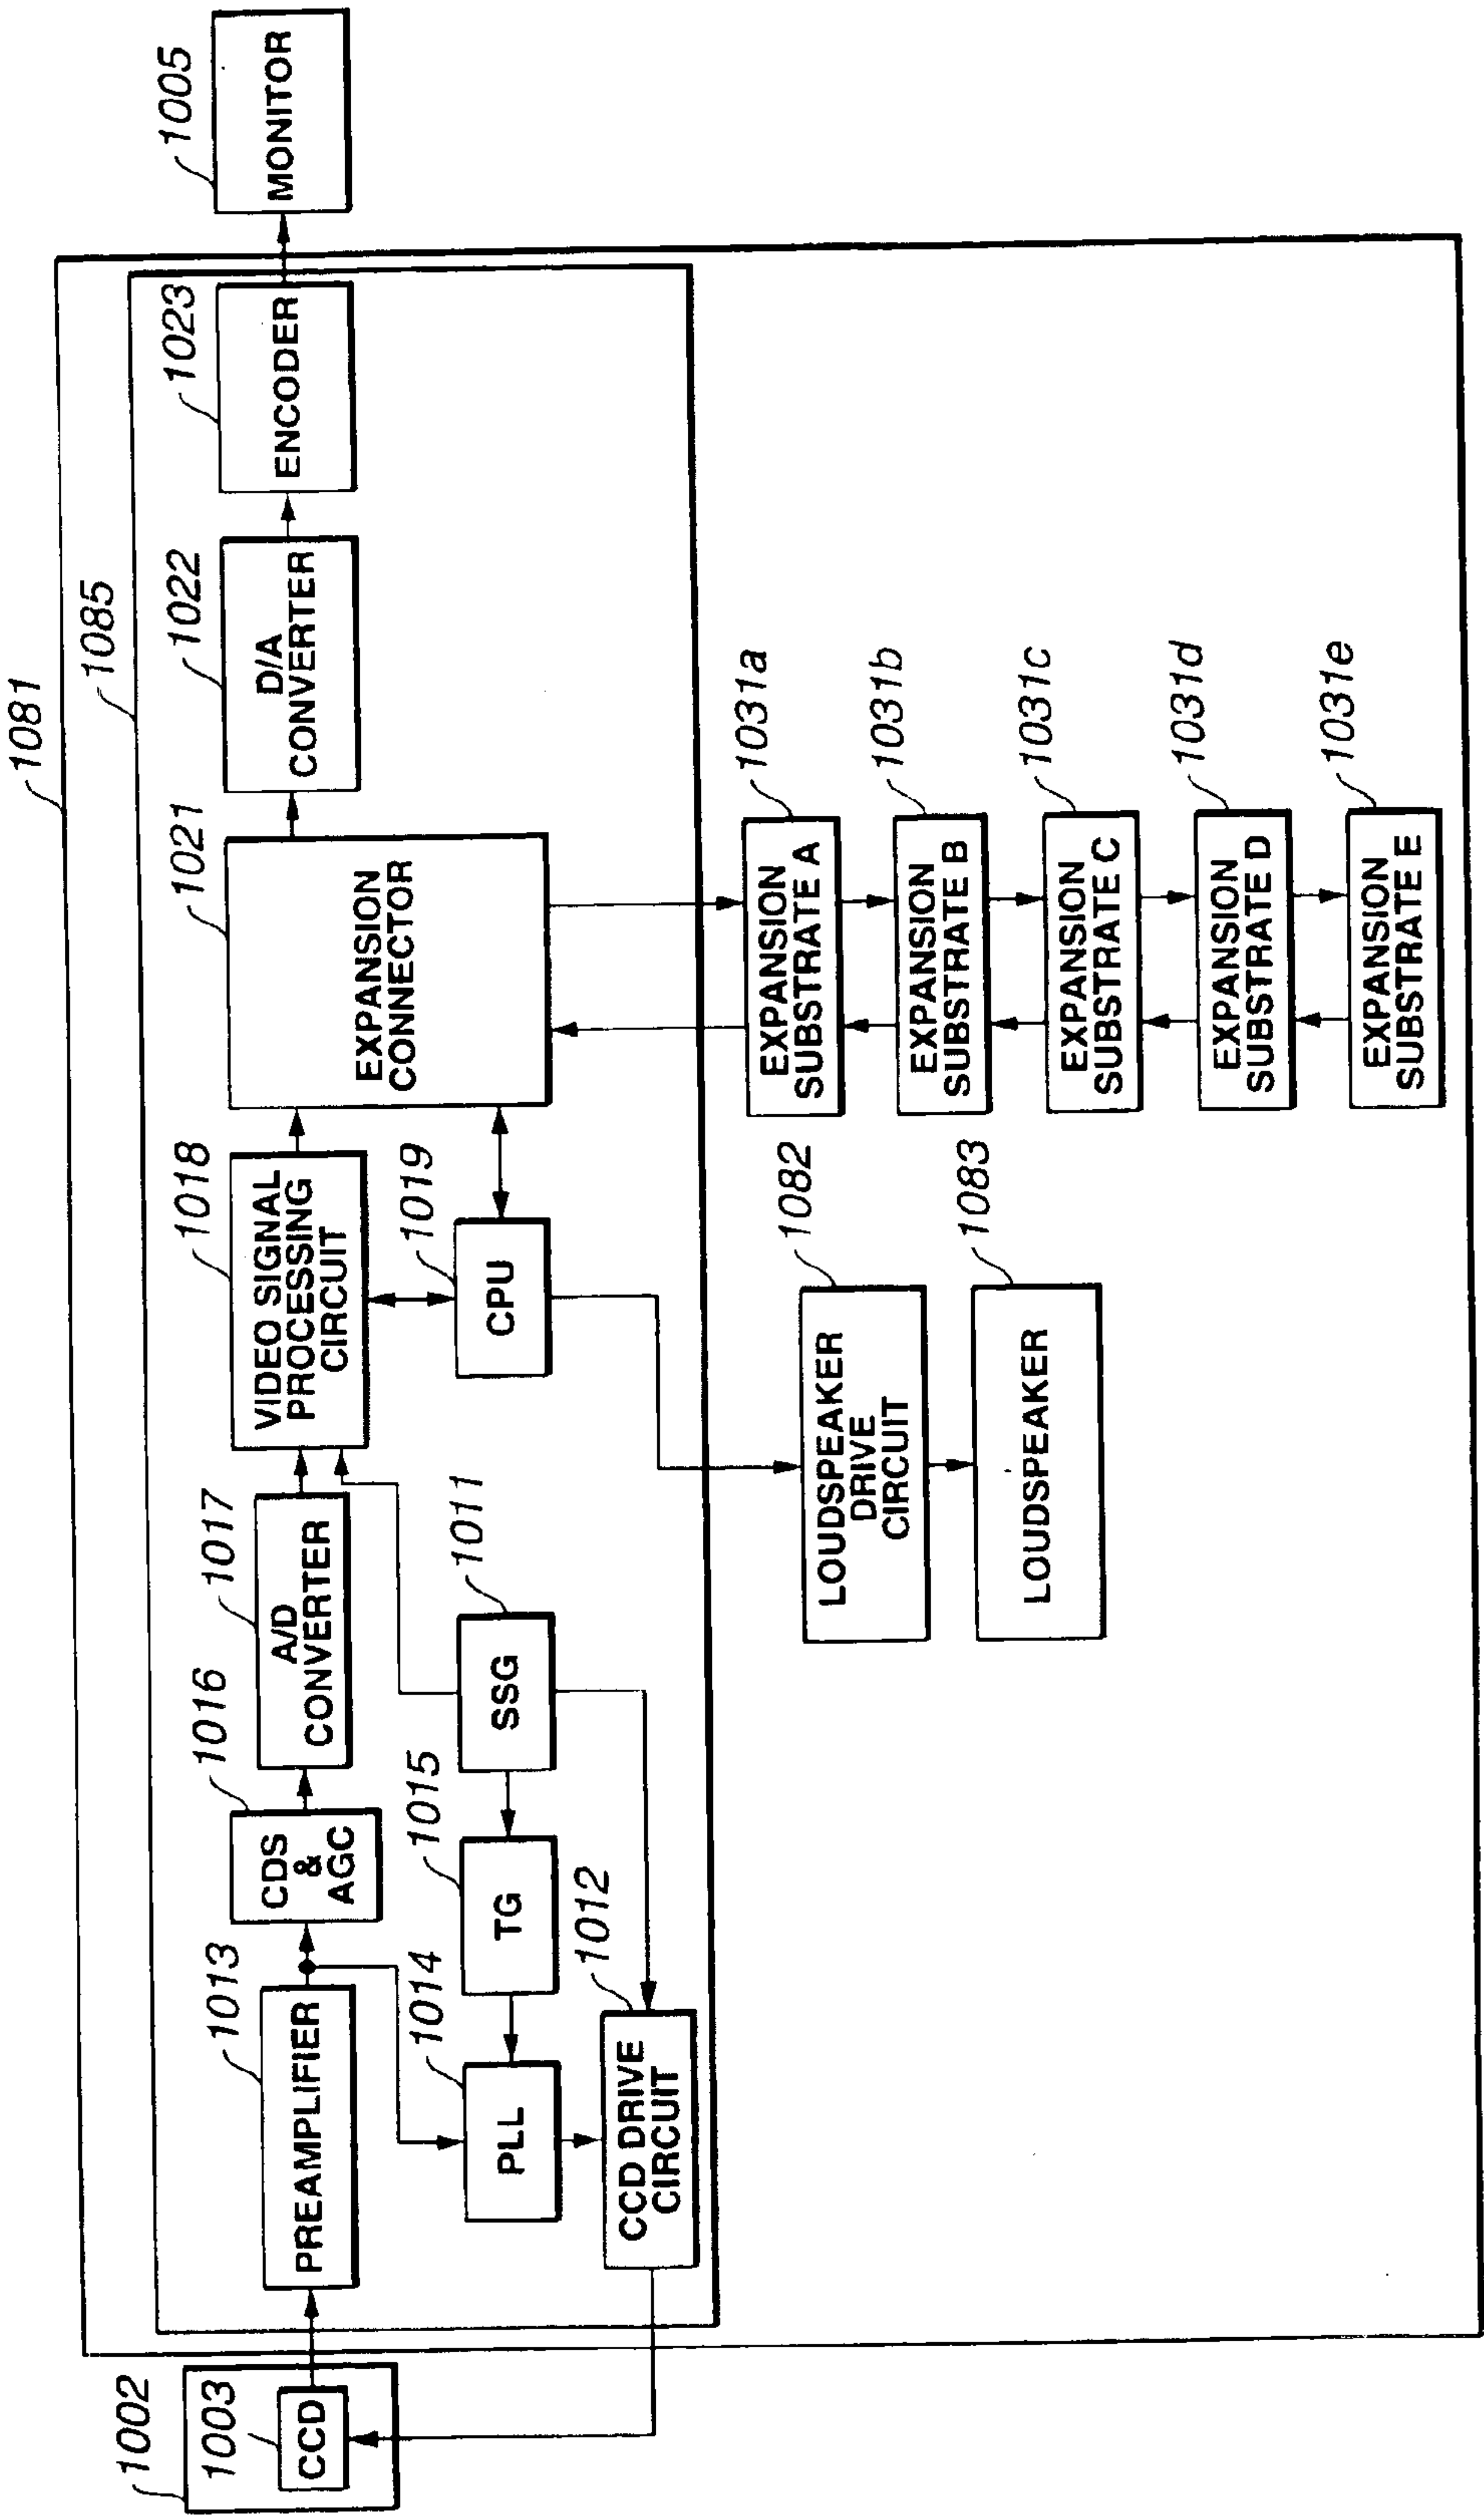 1081
1085
1002
1003
CCD
1013
PREAMPLIFIER
1016
CDS
&
AGC
1017
A/D
CONVERTER
1018
VIDEO SIGNAL
PROCESSING
CIRCUIT
1021
EXPANSION
CONNECTOR
1022
D/A
CONVERTER
1023
ENCODER
1005
MONITOR
1014
PLL
1015
TG
1011
SSG
1019
CPU
1012
CCD DRIVE
CIRCUIT
1082
LOUDSPEAKER
DRIVE
CIRCUIT
1083
LOUDSPEAKER
1031a
EXPANSION
SUBSTRATE A
1031b
EXPANSION
SUBSTRATE B
1031c
EXPANSION
SUBSTRATE C
1031d
EXPANSION
SUBSTRATE D
1031e
EXPANSION
SUBSTRATE E